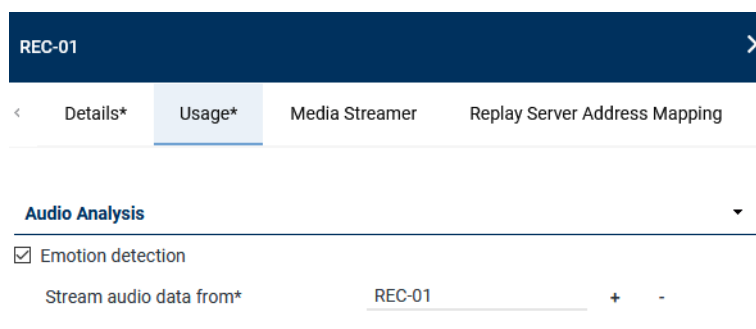 REC-01
Details* Usage* Media Streamer Replay Server Address Mapping
Audio Analysis
Emotion detection
Stream audio data from* REC-01 + -